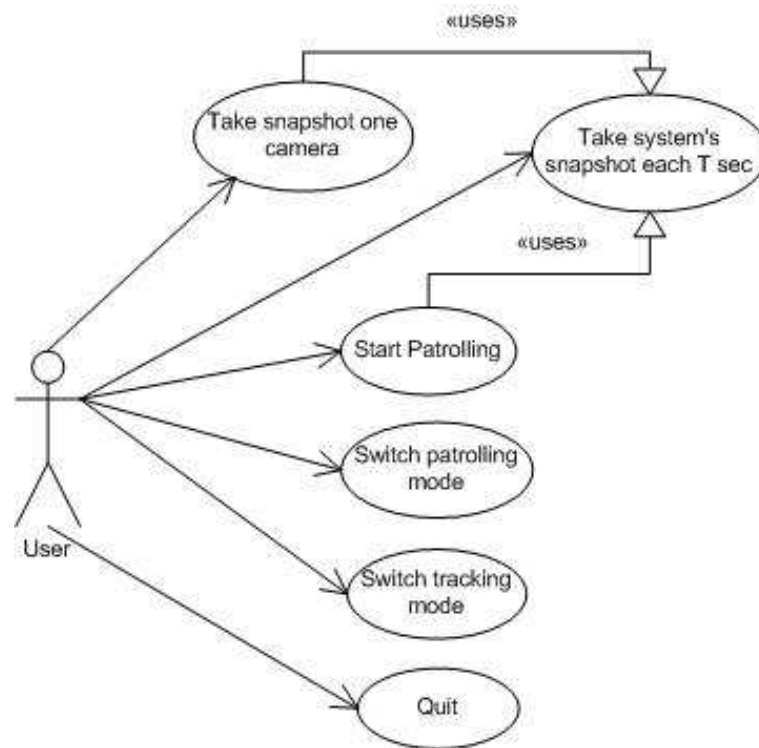 «uses»
Take snapshot one
camera
Take system's
snapshot each T sec
«uses»
Start Patrolling
Switch patrolling
mode
User
Switch tracking
mode
Quit